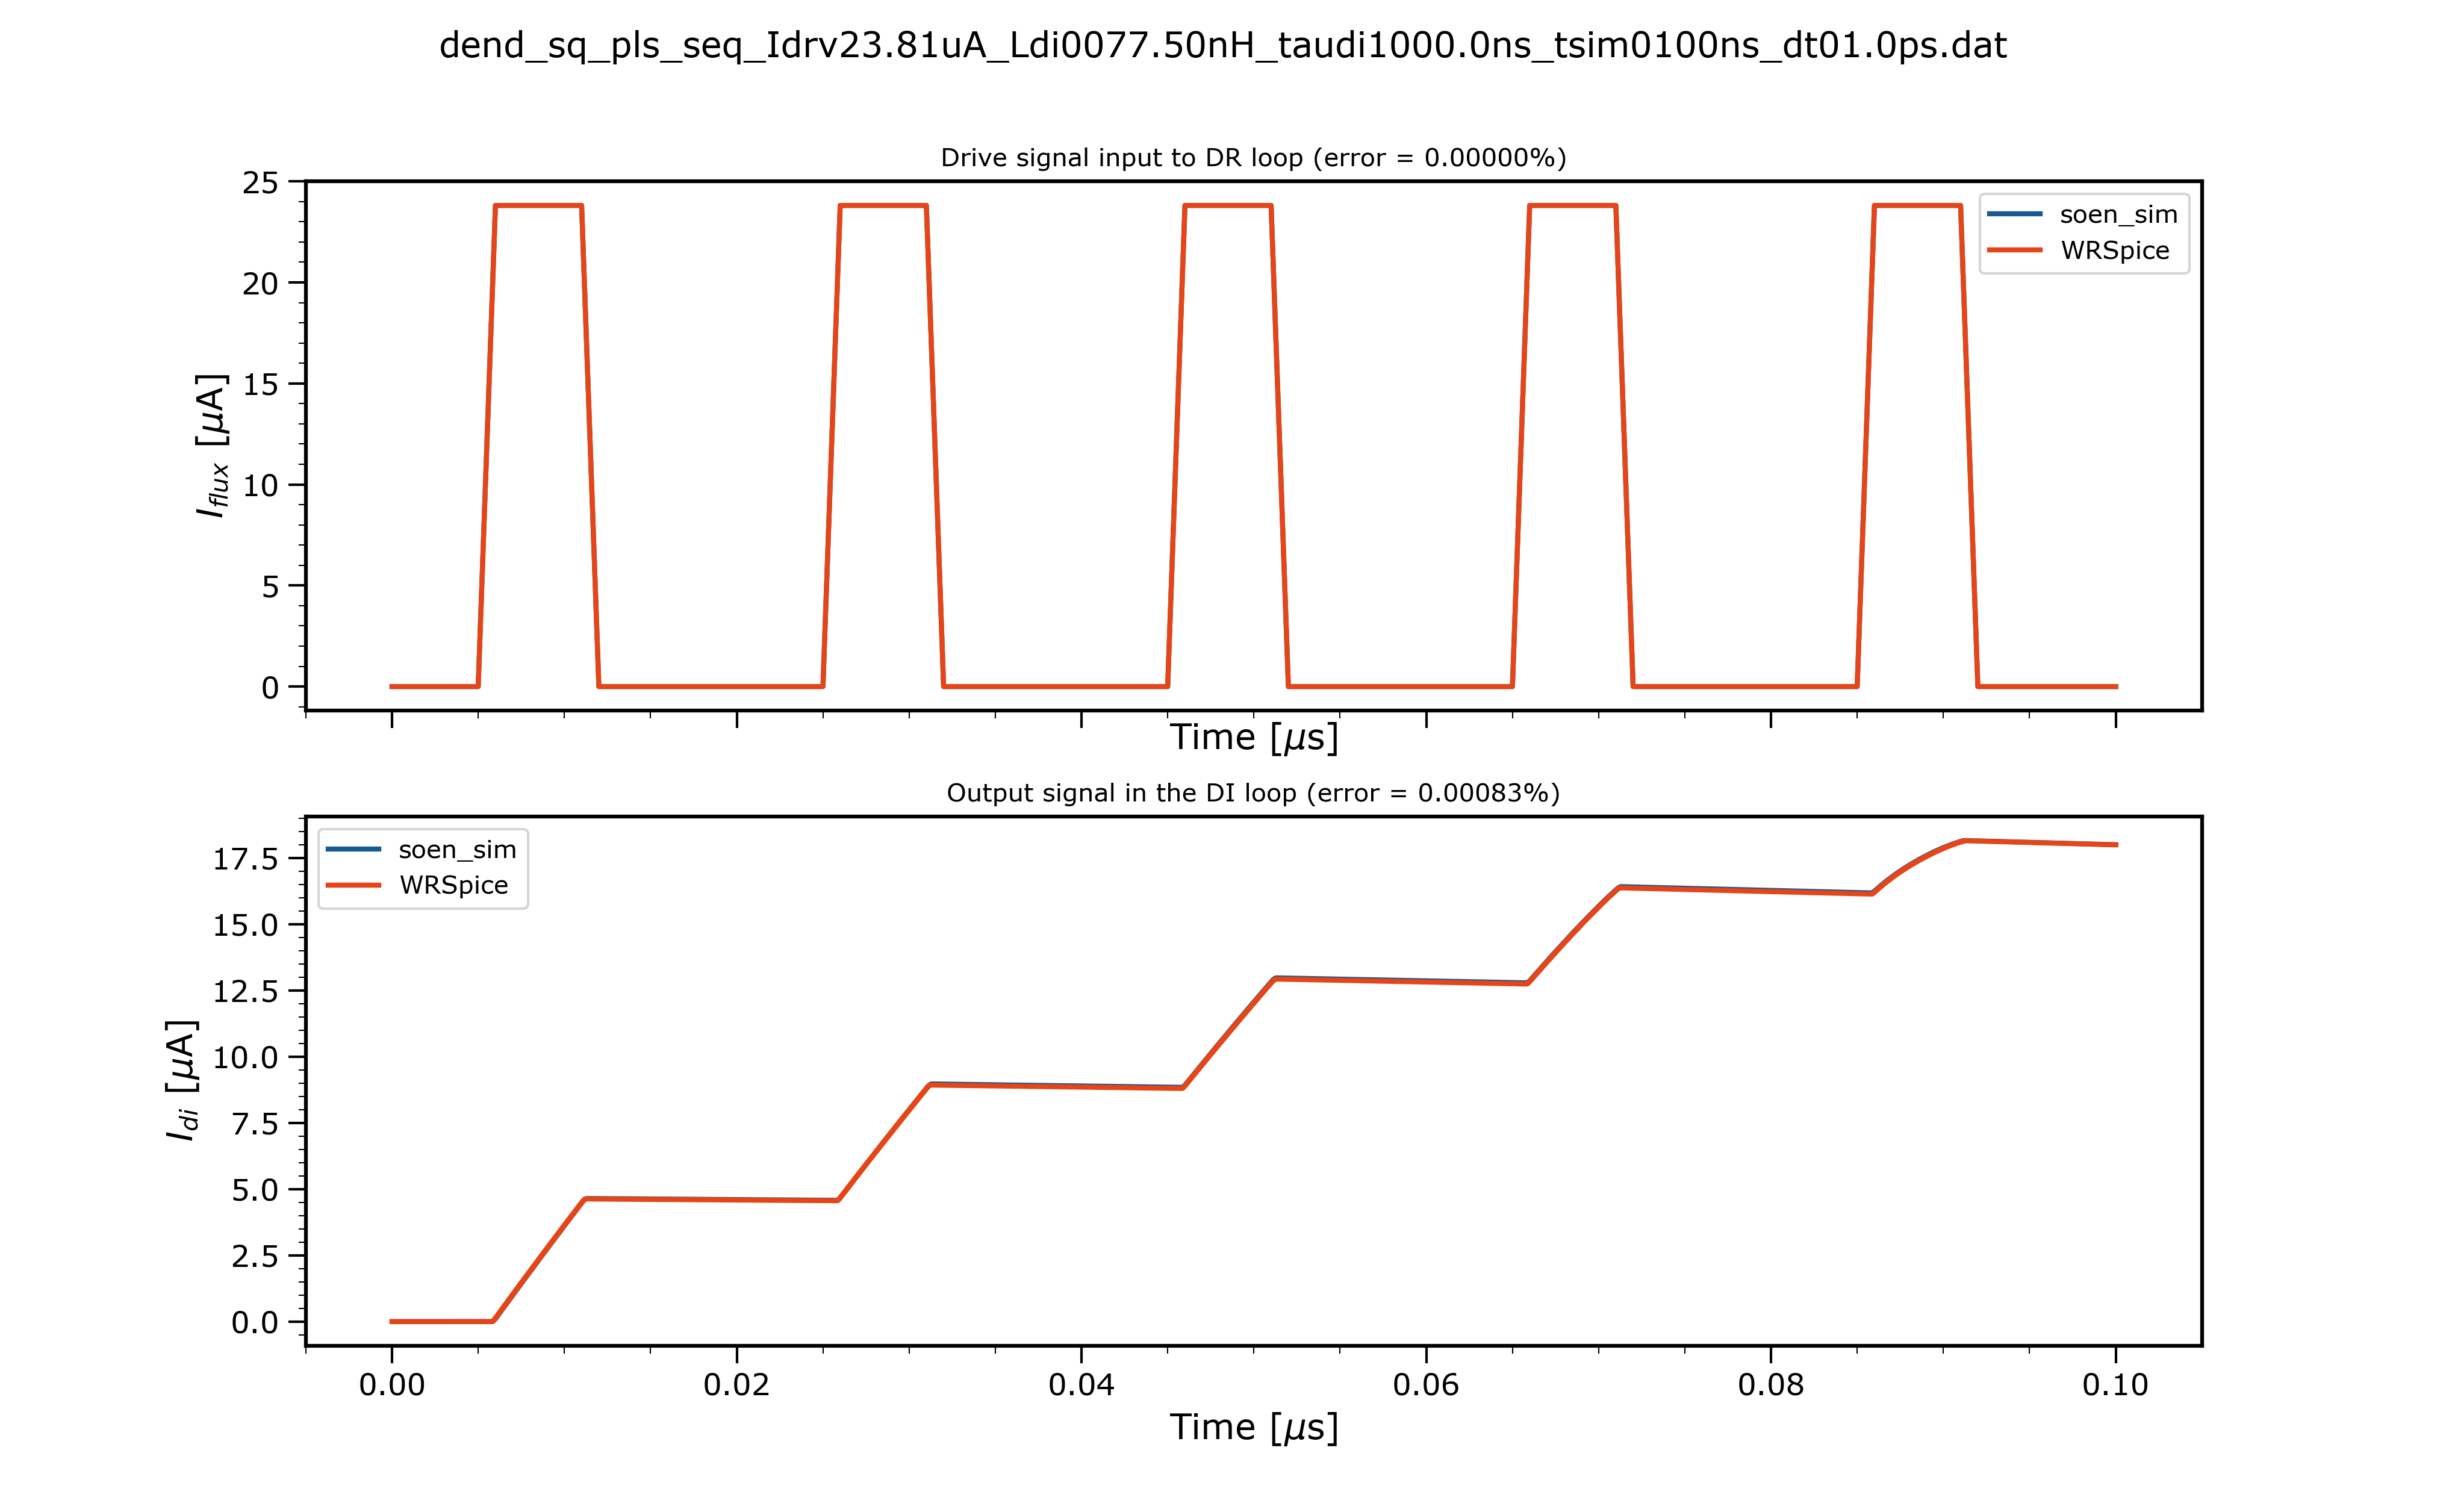 dend_sq_pls_seq_Idrv23.81uA_Ldi0077.50nH_taudi1000.0ns_tsim0100ns_dt01.0ps.dat
Drive signal input to DR loop (error = 0.00000%)
25
20
15
10
5
0
I_flux [μA]
soen_sim
WRSpice
Time [μs]
Output signal in the DI loop (error = 0.00083%)
17.5
15.0
12.5
10.0
7.5
5.0
2.5
0.0
I_di [μA]
soen_sim
WRSpice
0.00 0.02 0.04 0.06 0.08 0.10
Time [μs]